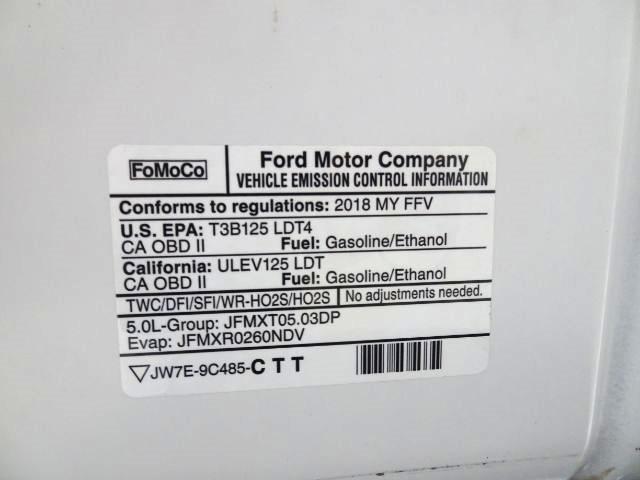 FoMoCo
Ford Motor Company
VEHICLE EMISSION CONTROL INFORMATION
Conforms to regulations: 2018 MY FFV
U.S. EPA: T3B125 LDT4
CA OBD II Fuel: Gasoline/Ethanol
California: ULEV125 LDT
CA OBD II Fuel: Gasoline/Ethanol
TWC/DFI/SFI/WR-HO2S/HO2S No adjustments needed.
5.0L-Group: JFMXT05.03DP
Evap: JFMXR0260NDV
▽JW7E-9C485-CTT